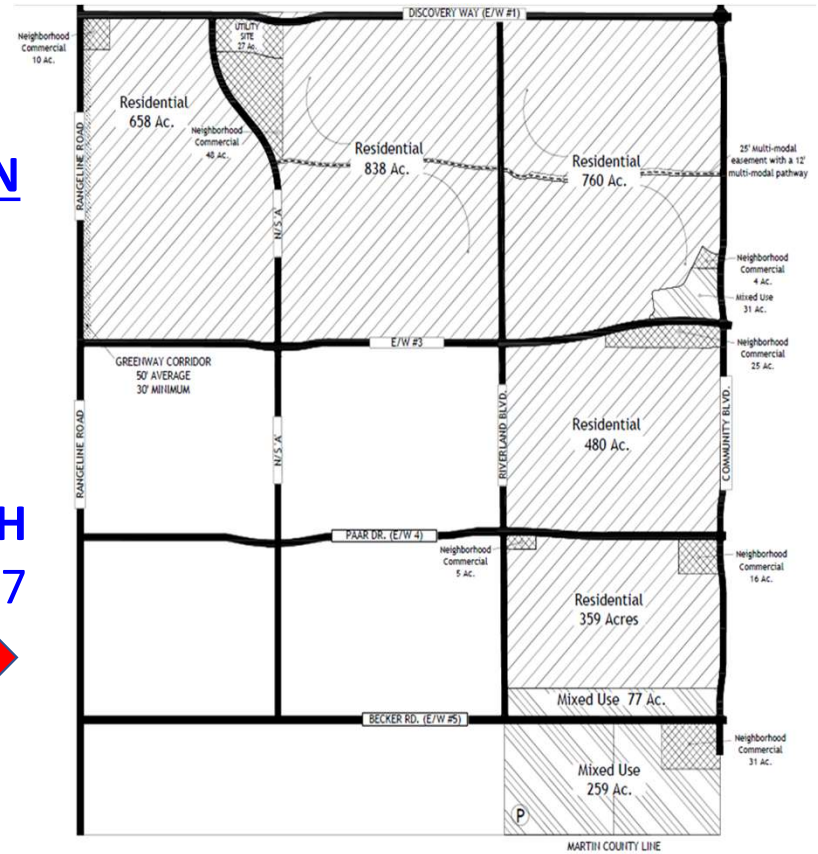 DISCOVERY WAY (E/W #1)
Neighborhood
Commercial
10 Ac.
UTILITY
SITE
27 Ac.
Residential
658 Ac.
Neighborhood
Commercial
48 Ac.
Residential
838 Ac.
Residential
760 Ac.
25' Multi-modal
easement with a 12'
multi-modal pathway
RANGELINE ROAD
N
N/S 'A'
Neighborhood
Commercial
4 Ac.
Mixed Use
31 Ac.
E/W #3
Neighborhood
Commercial
25 Ac.
GREENWAY CORRIDOR
50' AVERAGE
30' MINIMUM
RANGELINE ROAD
N/S 'A'
RIVERLAND BLVD.
Residential
480 Ac.
COMMUNITY BLVD.
H
PAAR DR. (E/W 4)
Neighborhood
Commercial
5 Ac.
Neighborhood
Commercial
16 Ac.
7
Residential
359 Acres
Mixed Use 77 Ac.
BECKER RD. (E/W #5)
Neighborhood
Commercial
31 Ac.
Mixed Use
259 Ac.
P
MARTIN COUNTY LINE